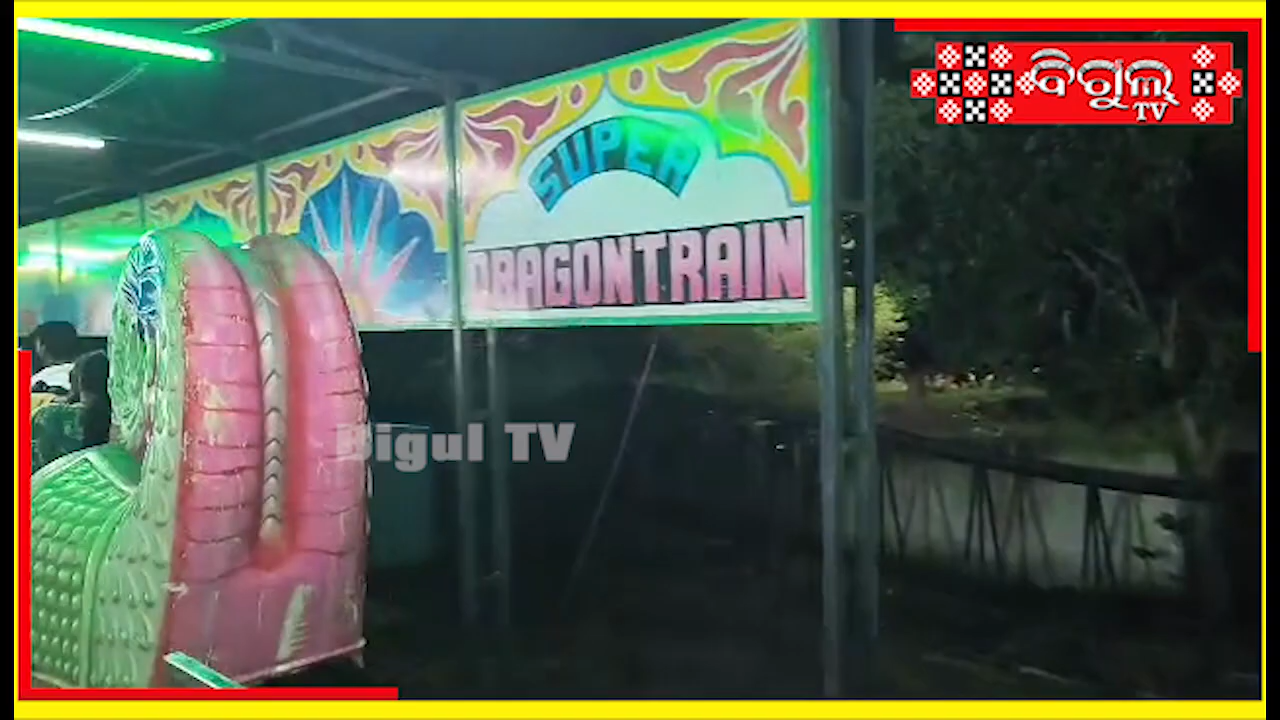 ବିଗୁଲ୍
TV
SUPER
DRAGONTRAIN
Bigul TV